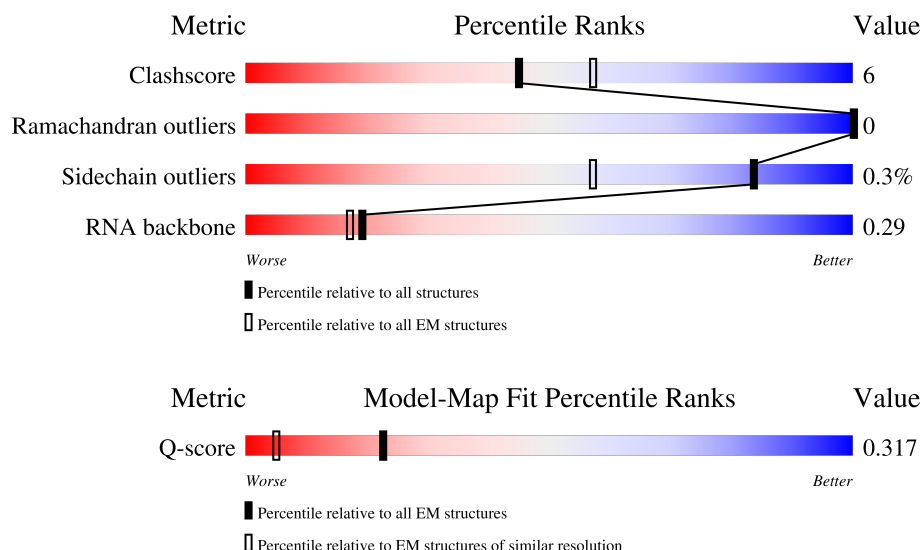 Metric Percentile Ranks Value
Clashscore 6
Ramachandran outliers 0
Sidechain outliers 0.3%
RNA backbone 0.29
Worse Better
Percentile relative to all structures
Percentile relative to all EM structures
Metric Model-Map Fit Percentile Ranks Value
Q-score 0.317
Worse Better
Percentile relative to all EM structures
Percentile relative to EM structures of similar resolution